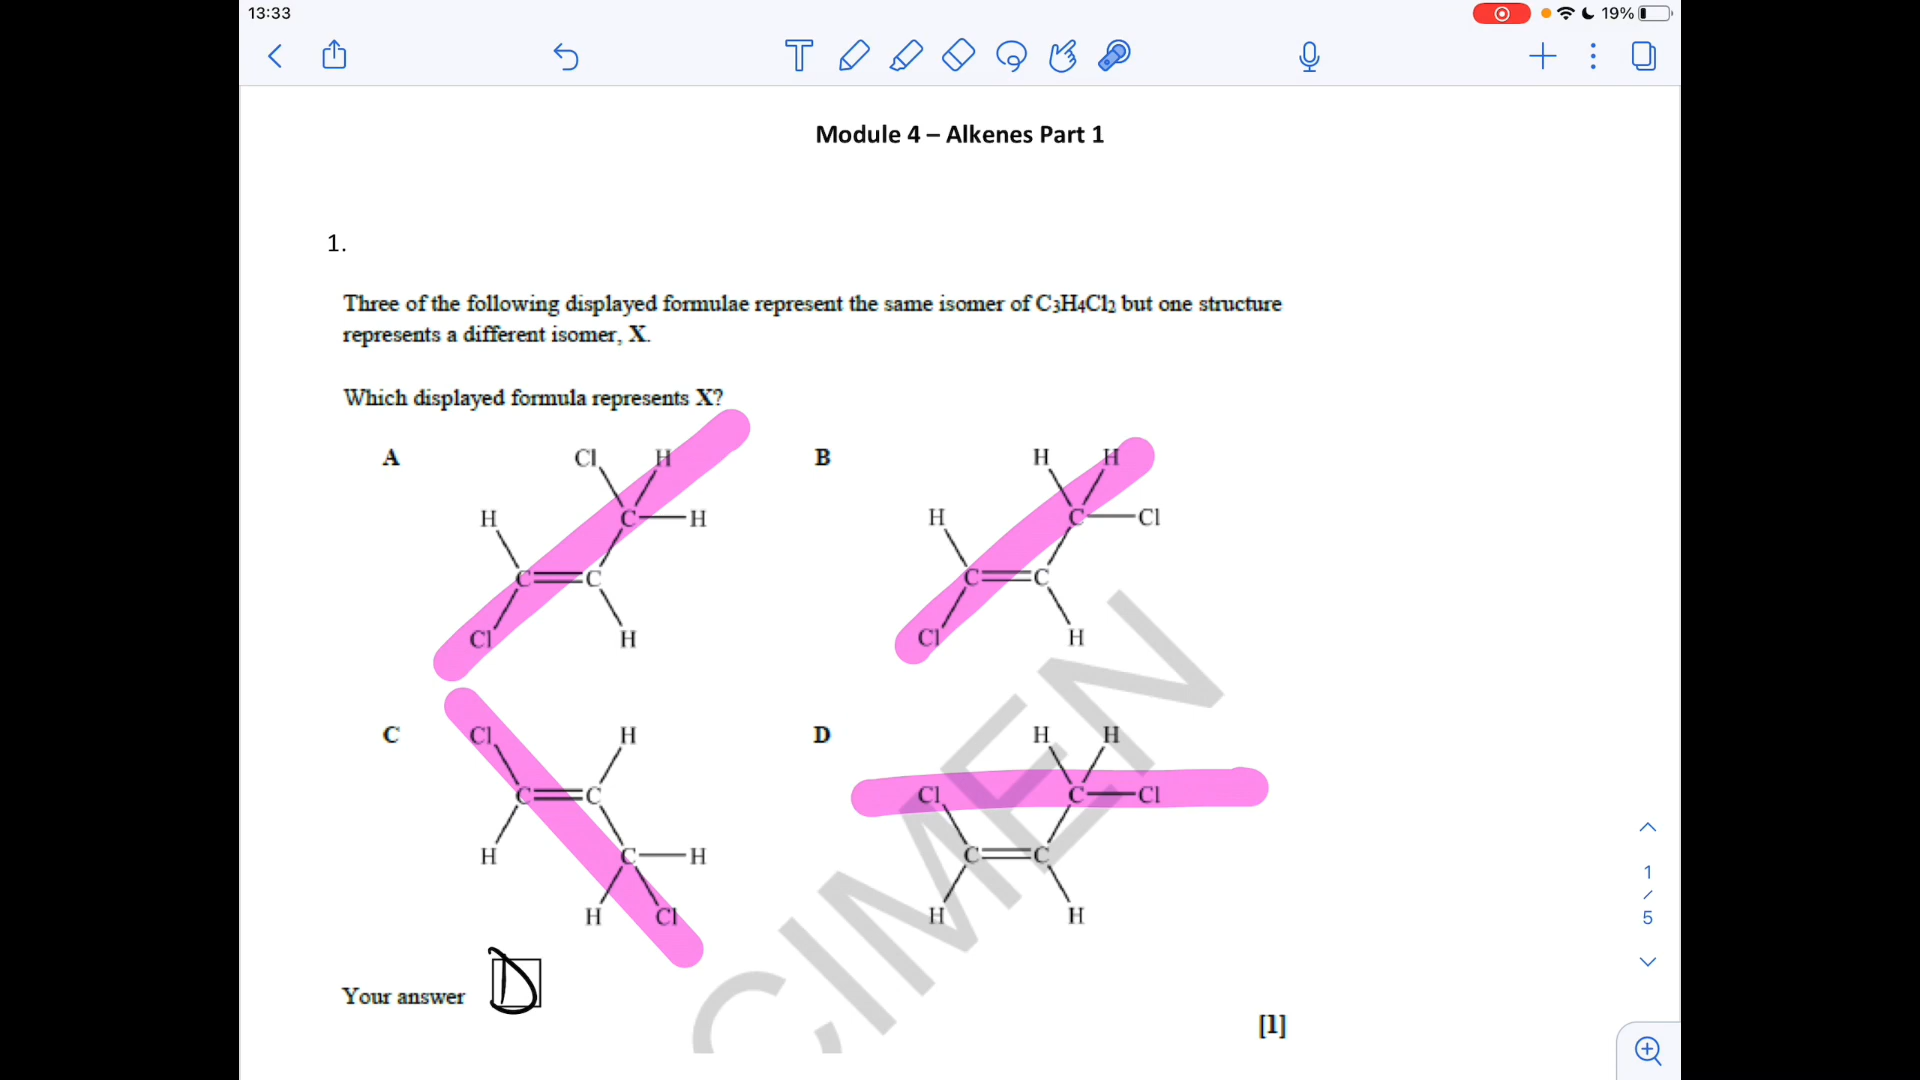 13:33
19%
Module 4 – Alkenes Part 1
1.
Three of the following displayed formulae represent the same isomer of C3H4Cl2 but one structure
represents a different isomer, X.
Which displayed formula represents X?
A
Cl H
H C H
C C
Cl H
B
H H
H C Cl
C C
Cl H
C
Cl H
C C
H C H
H Cl
D
H H
Cl C Cl
C C
H H
Your answer D
[1]
CIMEN
1
/
5